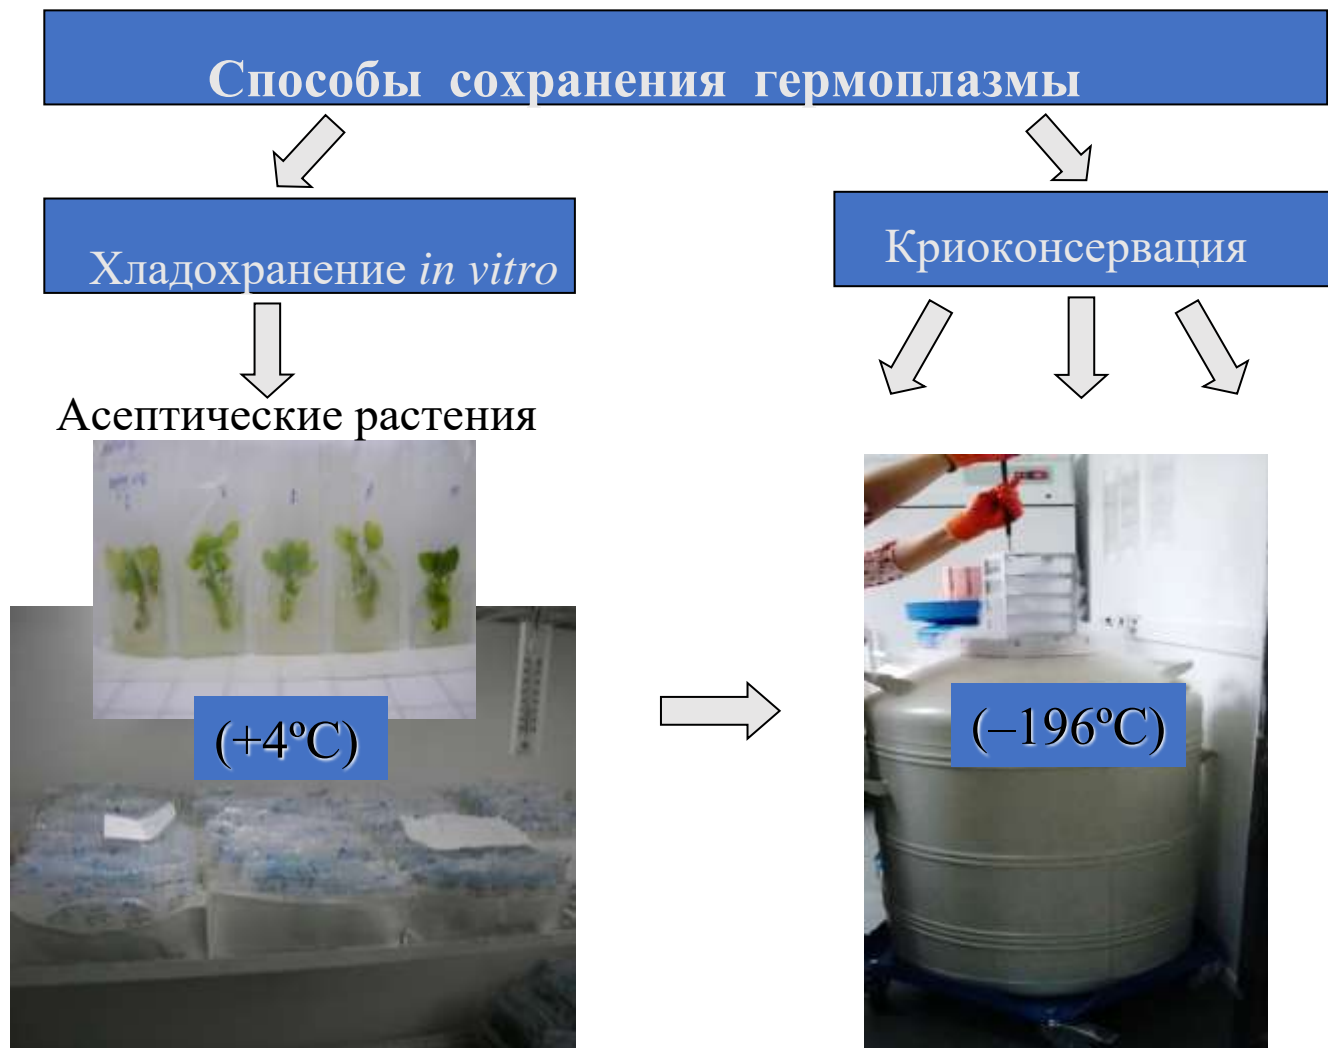 Способы сохранения гермоплазмы
Хладохранение in vitro
Криоконсервация
Асептические растения
(+4ºC)
(–196ºC)